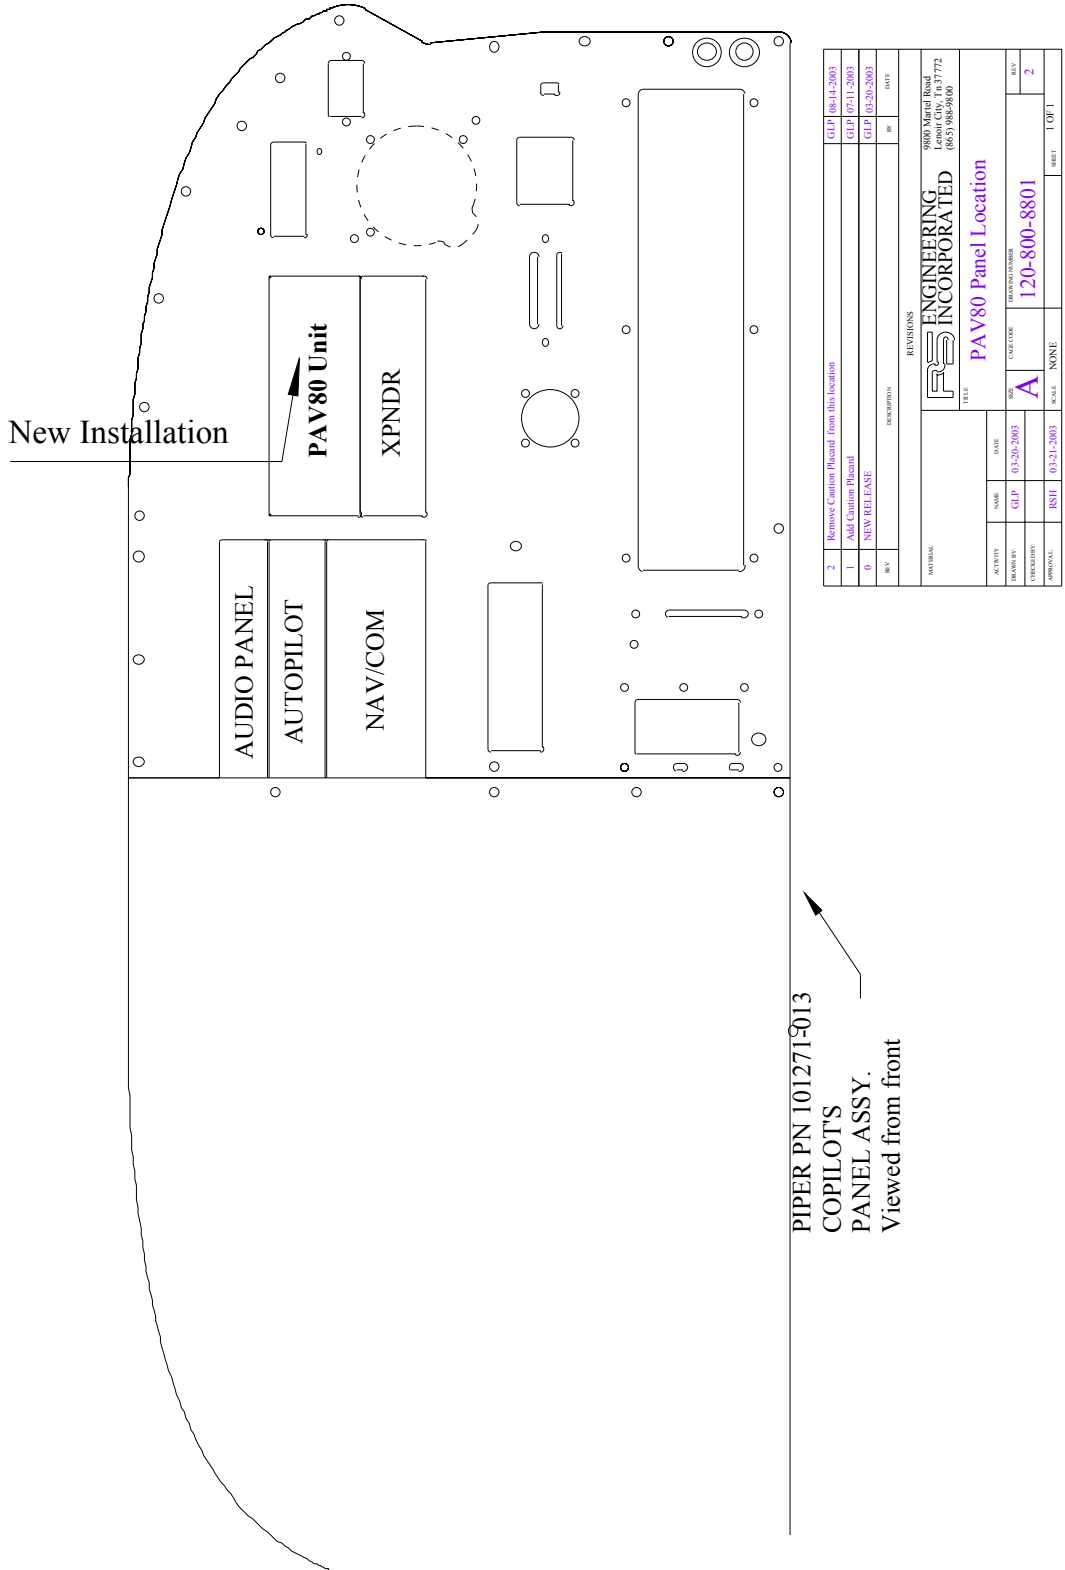 New Installation
PAV80 Unit
XPNDR
AUDIO PANEL
AUTOPILOT
NAV/COM
PIPER PN 101271-013
COPILOT'S
PANEL ASSY.
Viewed from front
2 Remove Caution Placard from this location GLP 08-14-2003
1 Add Caution Placard GLP 07-11-2003
0 NEW RELEASE GLP 03-20-2003
REV DESCRIPTION BY DATE
REVISIONS
MATERIAL
PS ENGINEERING
INCORPORATED
9800 Martel Road
Lenoir City, Tn 37772
(865) 988-9800
TITLE
PAV80 Panel Location
ACTIVITY NAME DATE
DRAWN BY: GLP 03-20-2003
CHECKED BY:
APPROVAL: RSH 03-21-2003
SIZE
A
CAGE CODE
DRAWING NUMBER
120-800-8801
REV
2
SCALE NONE
SHEET 1 OF 1